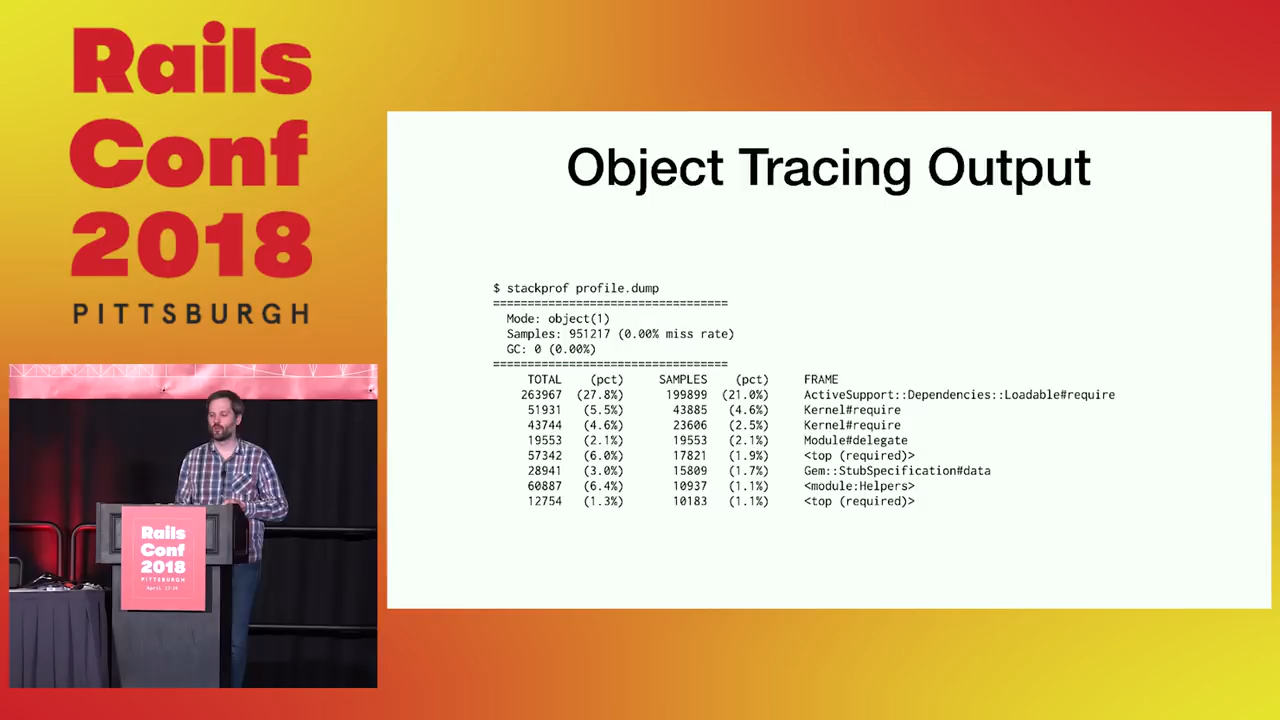 Rails
Conf
2018
PITTSBURGH
Object Tracing Output
$ stackprof profile.dump
==================================
Mode: object(1)
Samples: 951217 (0.00% miss rate)
GC: 0 (0.00%)
==================================
TOTAL (pct) SAMPLES (pct) FRAME
263967 (27.8%) 199899 (21.0%) ActiveSupport::Dependencies::Loadable#require
51931 (5.5%) 43885 (4.6%) Kernel#require
43744 (4.6%) 23606 (2.5%) Kernel#require
19553 (2.1%) 19553 (2.1%) Module#delegate
57342 (6.0%) 17821 (1.9%) <top (required)>
28941 (3.0%) 15809 (1.7%) Gem::StubSpecification#data
60887 (6.4%) 10937 (1.1%) <module:Helpers>
12754 (1.3%) 10183 (1.1%) <top (required)>
Rails
Conf
2018
PITTSBURGH
April